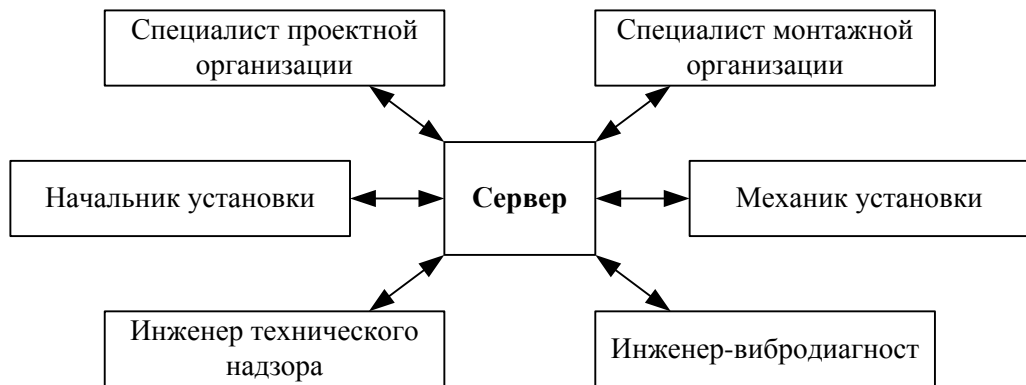 Специалист проектной
организации
Специалист монтажной
организации
Начальник установки
Сервер
Механик установки
Инженер технического
надзора
Инженер-вибродиагност